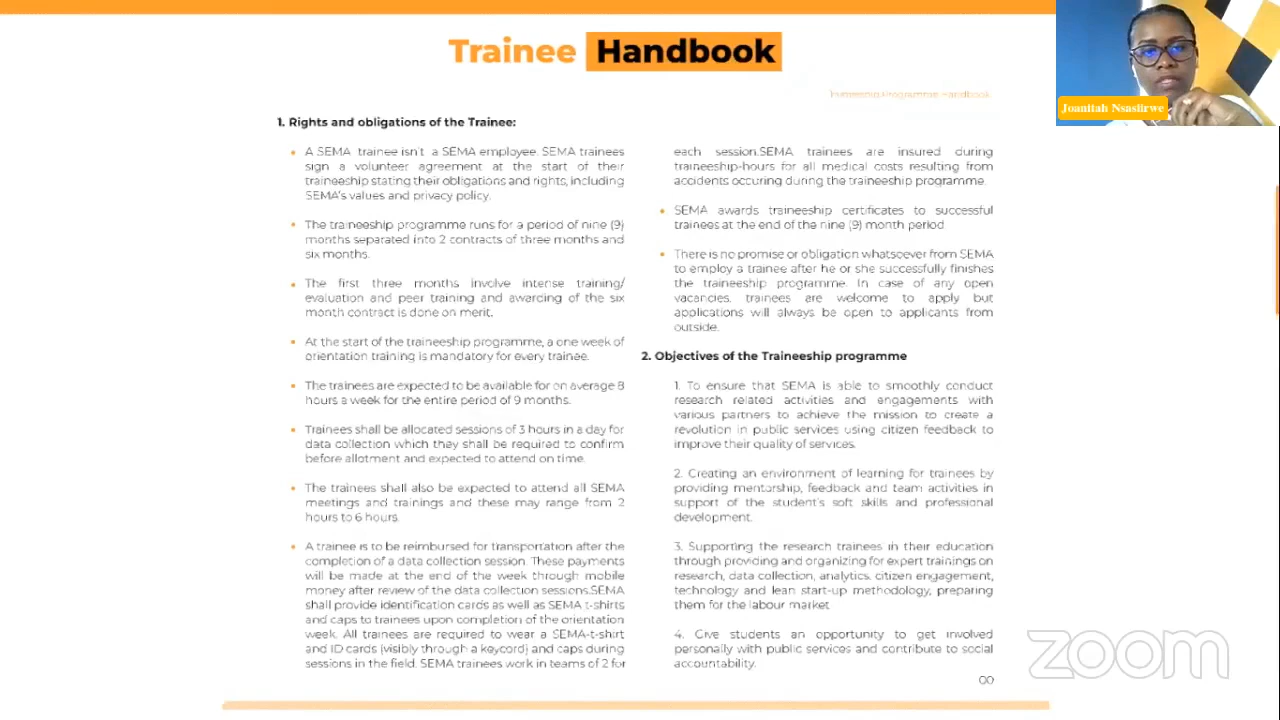 Trainee Handbook
Traineeship Programme Handbook
Joanitah Nsasiirwe
1. Rights and obligations of the Trainee:
A SEMA trainee isn't a SEMA employee. SEMA trainees
sign a volunteer agreement at the start of their
traineeship stating their obligations and rights, including
SEMA's values and privacy policy.
The traineeship programme runs for a period of nine (9)
months separated into 2 contracts of three months and
six months.
The first three months involve intense training/
evaluation and peer training and awarding of the six
month contract is done on merit.
At the start of the traineeship programme, a one week of
orientation training is mandatory for every trainee.
The trainees are expected to be available for on average 8
hours a week for the entire period of 9 months.
Trainees shall be allocated sessions of 3 hours in a day for
data collection which they shall be required to confirm
before allotment and expected to attend on time.
The trainees shall also be expected to attend all SEMA
meetings and trainings and these may range from 2
hours to 6 hours.
A trainee is to be reimbursed for transportation after the
completion of a data collection session. These payments
will be made at the end of the week through mobile
money after review of the data collection sessions.SEMA
shall provide identification cards as well as SEMA t-shirts
and caps to trainees upon completion of the orientation
week. All trainees are required to wear a SEMA-t-shirt
and ID cards (visibly through a keycord) and caps during
sessions in the field. SEMA trainees work in teams of 2 for
each session.SEMA trainees are insured during
traineeship-hours for all medical costs resulting from
accidents occuring during the traineeship programme.
SEMA awards traineeship certificates to successful
trainees at the end of the nine (9) month period
There is no promise or obligation whatsoever from SEMA
to employ a trainee after he or she successfully finishes
the traineeship programme. In case of any open
vacancies, trainees are welcome to apply but
applications will always be open to applicants from
outside.
2. Objectives of the Traineeship programme
1. To ensure that SEMA is able to smoothly conduct
research related activities and engagements with
various partners to achieve the mission to create a
revolution in public services using citizen feedback to
improve their quality of services.
2. Creating an environment of learning for trainees by
providing mentorship, feedback and team activities in
support of the student's soft skills and professional
development.
3. Supporting the research trainees in their education
through providing and organizing for expert trainings on
research, data collection, analytics, citizen engagement,
technology and lean start-up methodology, preparing
them for the labour market
4. Give students an opportunity to get involved
personally with public services and contribute to social
accountability.
00
zoom